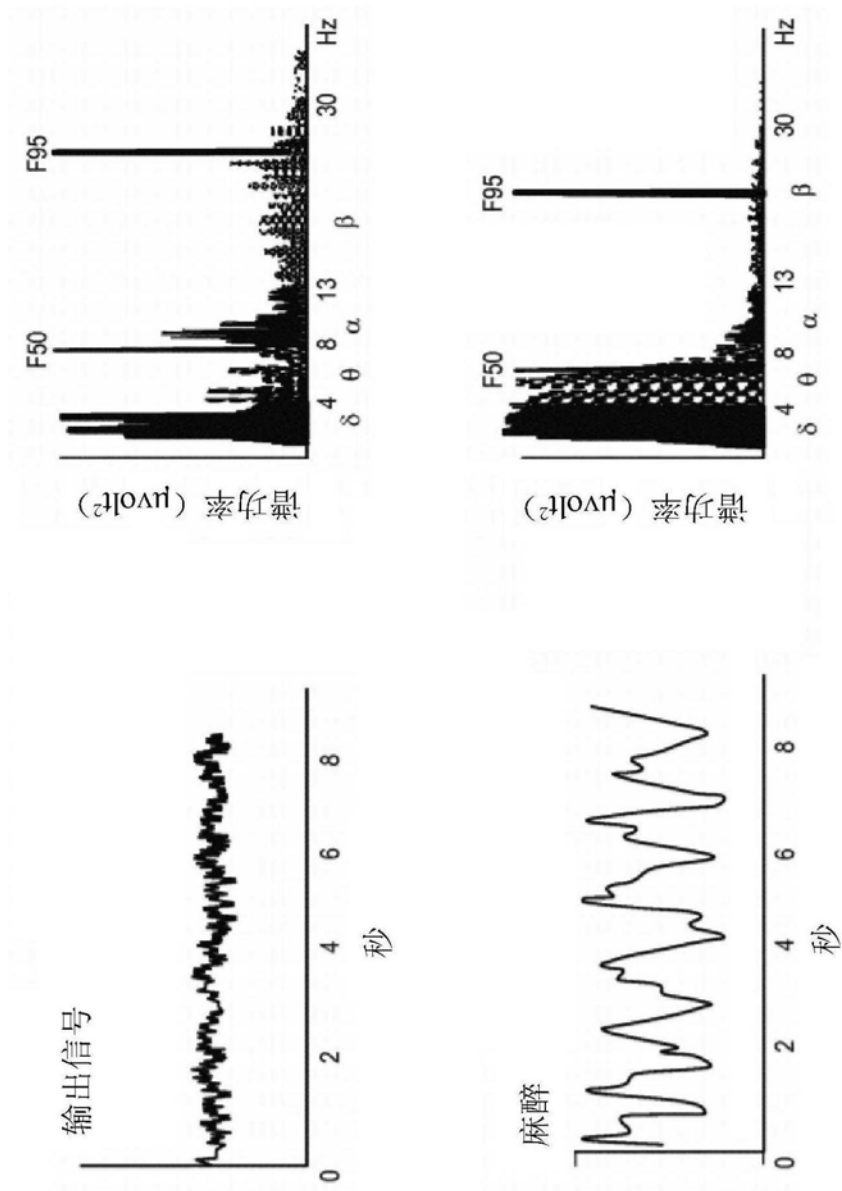 输出信号
0 2 4 6 8
秒
谱功率（μvolt²）
F50 F95
4 8 13 30 Hz
δ θ α β
麻醉
0 2 4 6 8
秒
谱功率（μvolt²）
F50 F95
4 8 13 30 Hz
δ θ α β